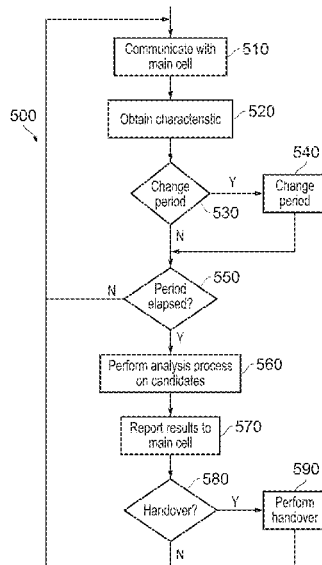 Communicate with
main cell
510
Obtain characteristic
520
500
Change
period
530
Y
540
Change
period
N
Period
elapsed?
550
N
Y
Perform analysis process
on candidates
560
Report results to
main cell
570
Handover?
580
Y
590
Perform
handover
N